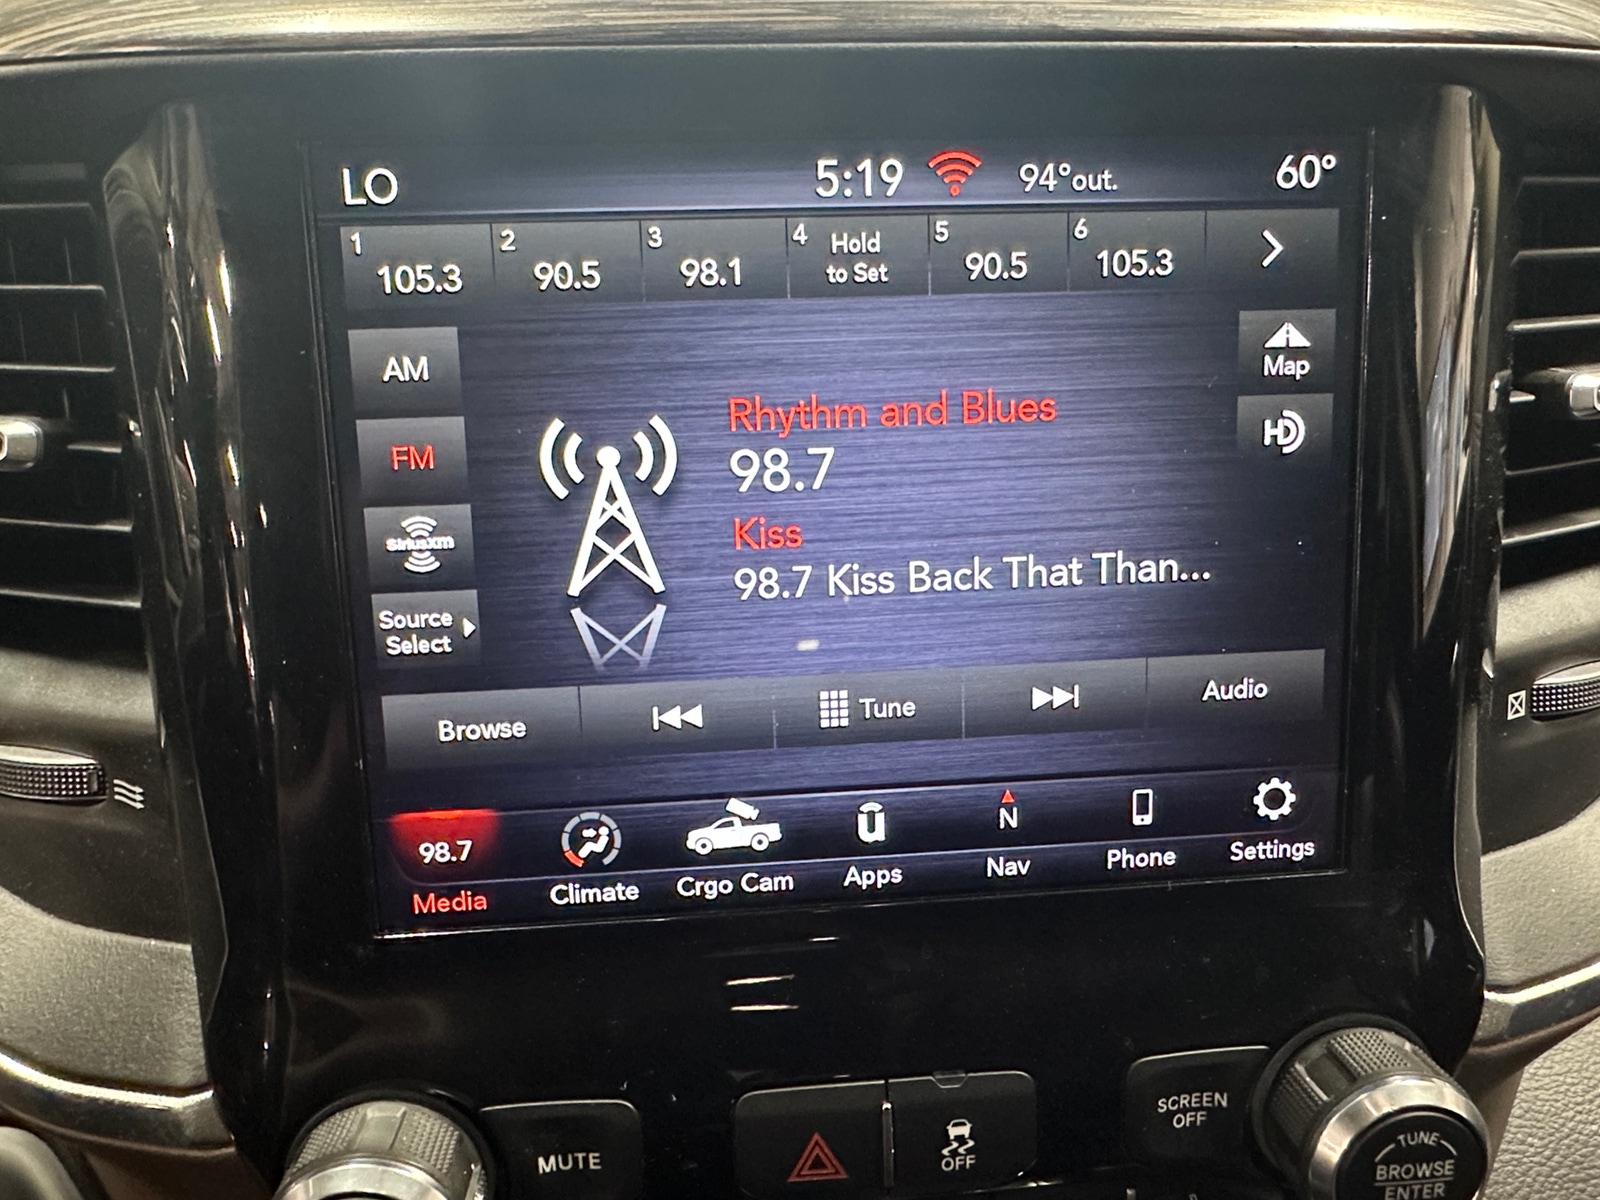 LO 5:19 94°out. 60°
1 105.3
2 90.5
3 98.1
4 Hold
to Set
5 90.5
6 105.3
AM
Map
Rhythm and Blues
98.7
HD
FM
Kiss
98.7 Kiss Back That Than...
SiriusXM
Source
Select
Browse
Tune
Audio
98.7
Media
Climate
Crgo Cam
u
Apps
N
Nav
Phone
Settings
MUTE
OFF
SCREEN
OFF
TUNE
BROWSE
ENTER